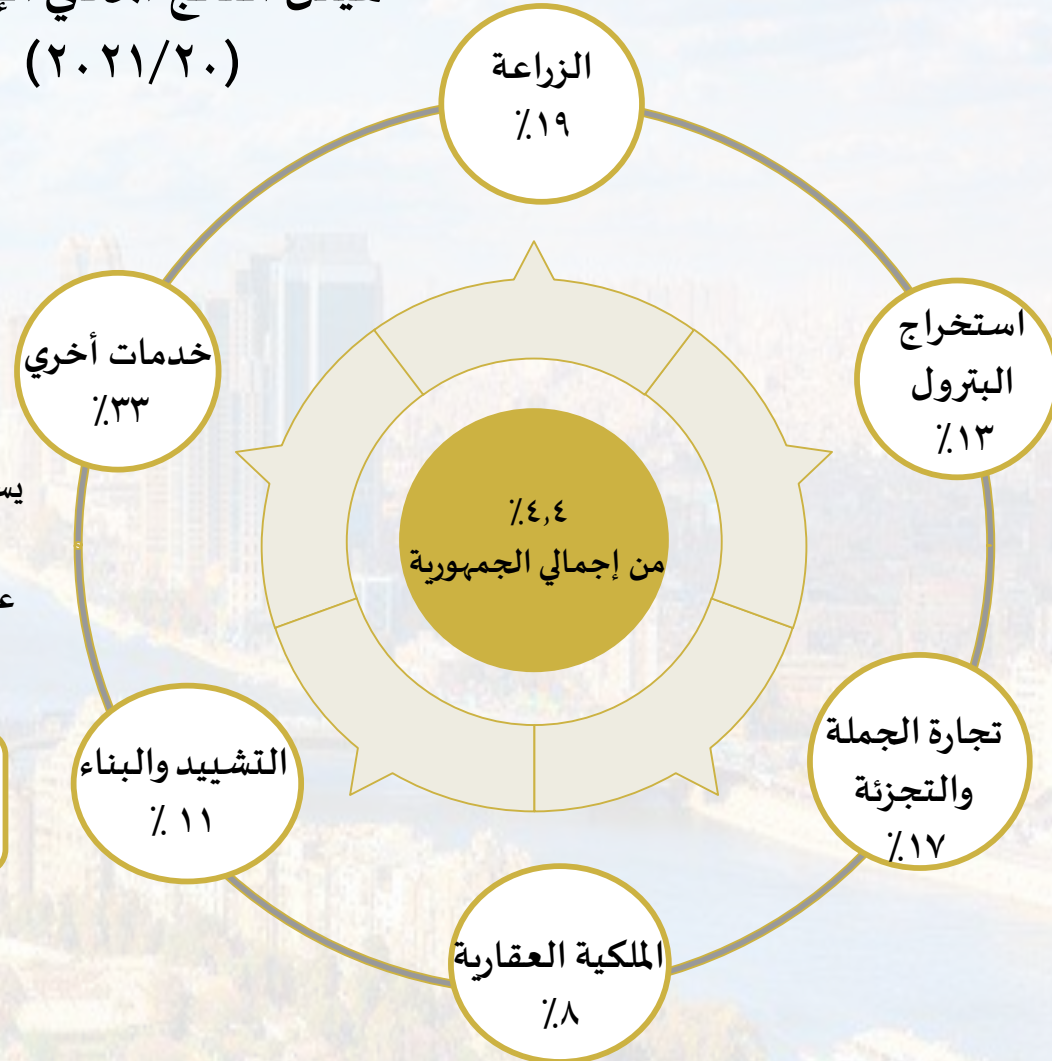 (٢٠٢١/٢٠)
الزراعة
٪١٩
استخراج
البترول
٪١٣
تجارة الجملة
والتجزئة
٪١٧
الملكية العقارية
٪٨
التشييد والبناء
٪ ١١
خدمات أخري
٪٣٣
٪٤,٤
من إجمالي الجمهورية